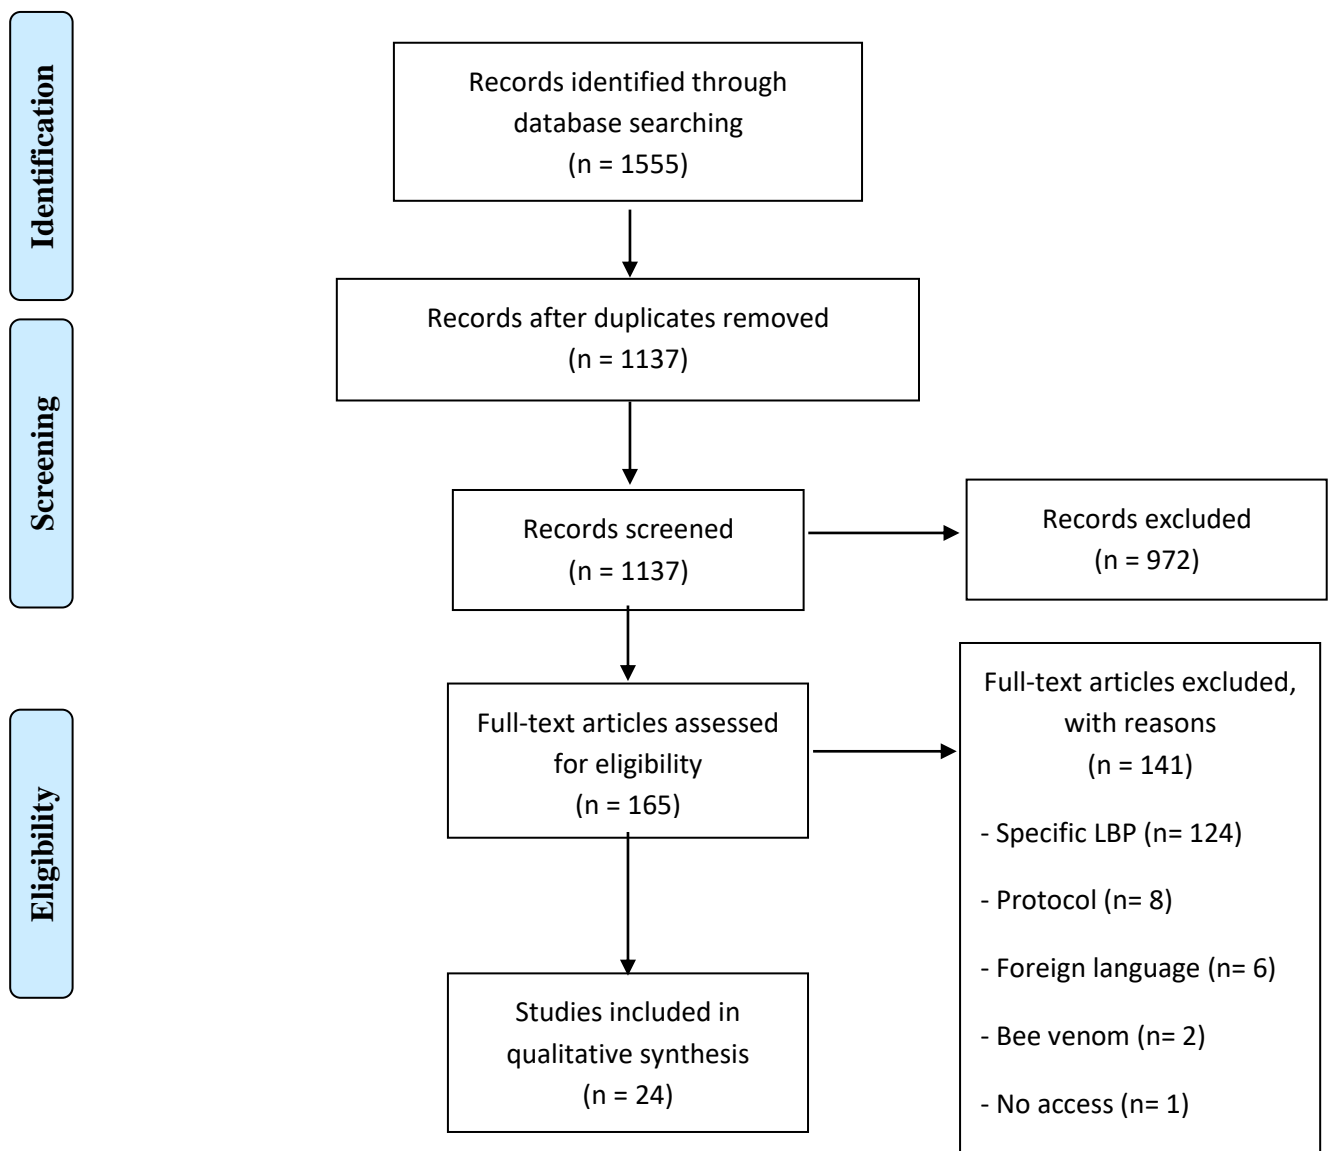 Identification
Records identified through
database searching
(n = 1555)
Records after duplicates removed
(n = 1137)
Screening
Records screened
(n = 1137)
Records excluded
(n = 972)
Eligibility
Full-text articles assessed
for eligibility
(n = 165)
Full-text articles excluded,
with reasons
(n = 141)
- Specific LBP (n= 124)
- Protocol (n= 8)
- Foreign language (n= 6)
- Bee venom (n= 2)
- No access (n= 1)
Studies included in
qualitative synthesis
(n = 24)